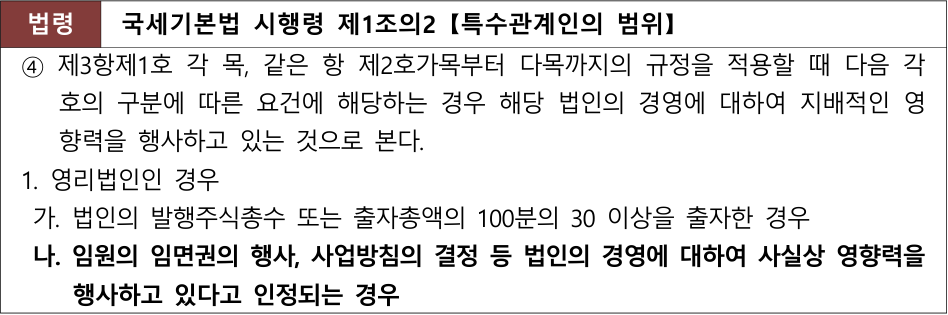 법령 국세기본법 시행령 제1조의2【특수관계인의 범위】
④ 제3항제1호 각 목, 같은 항 제2호가목부터 다목까지의 규정을 적용할 때 다음 각
호의 구분에 따른 요건에 해당하는 경우 해당 법인의 경영에 대하여 지배적인 영
향력을 행사하고 있는 것으로 본다.
1. 영리법인인 경우
가. 법인의 발행주식총수 또는 출자총액의 100분의 30 이상을 출자한 경우
나. 임원의 임면권의 행사, 사업방침의 결정 등 법인의 경영에 대하여 사실상 영향력을
행사하고 있다고 인정되는 경우